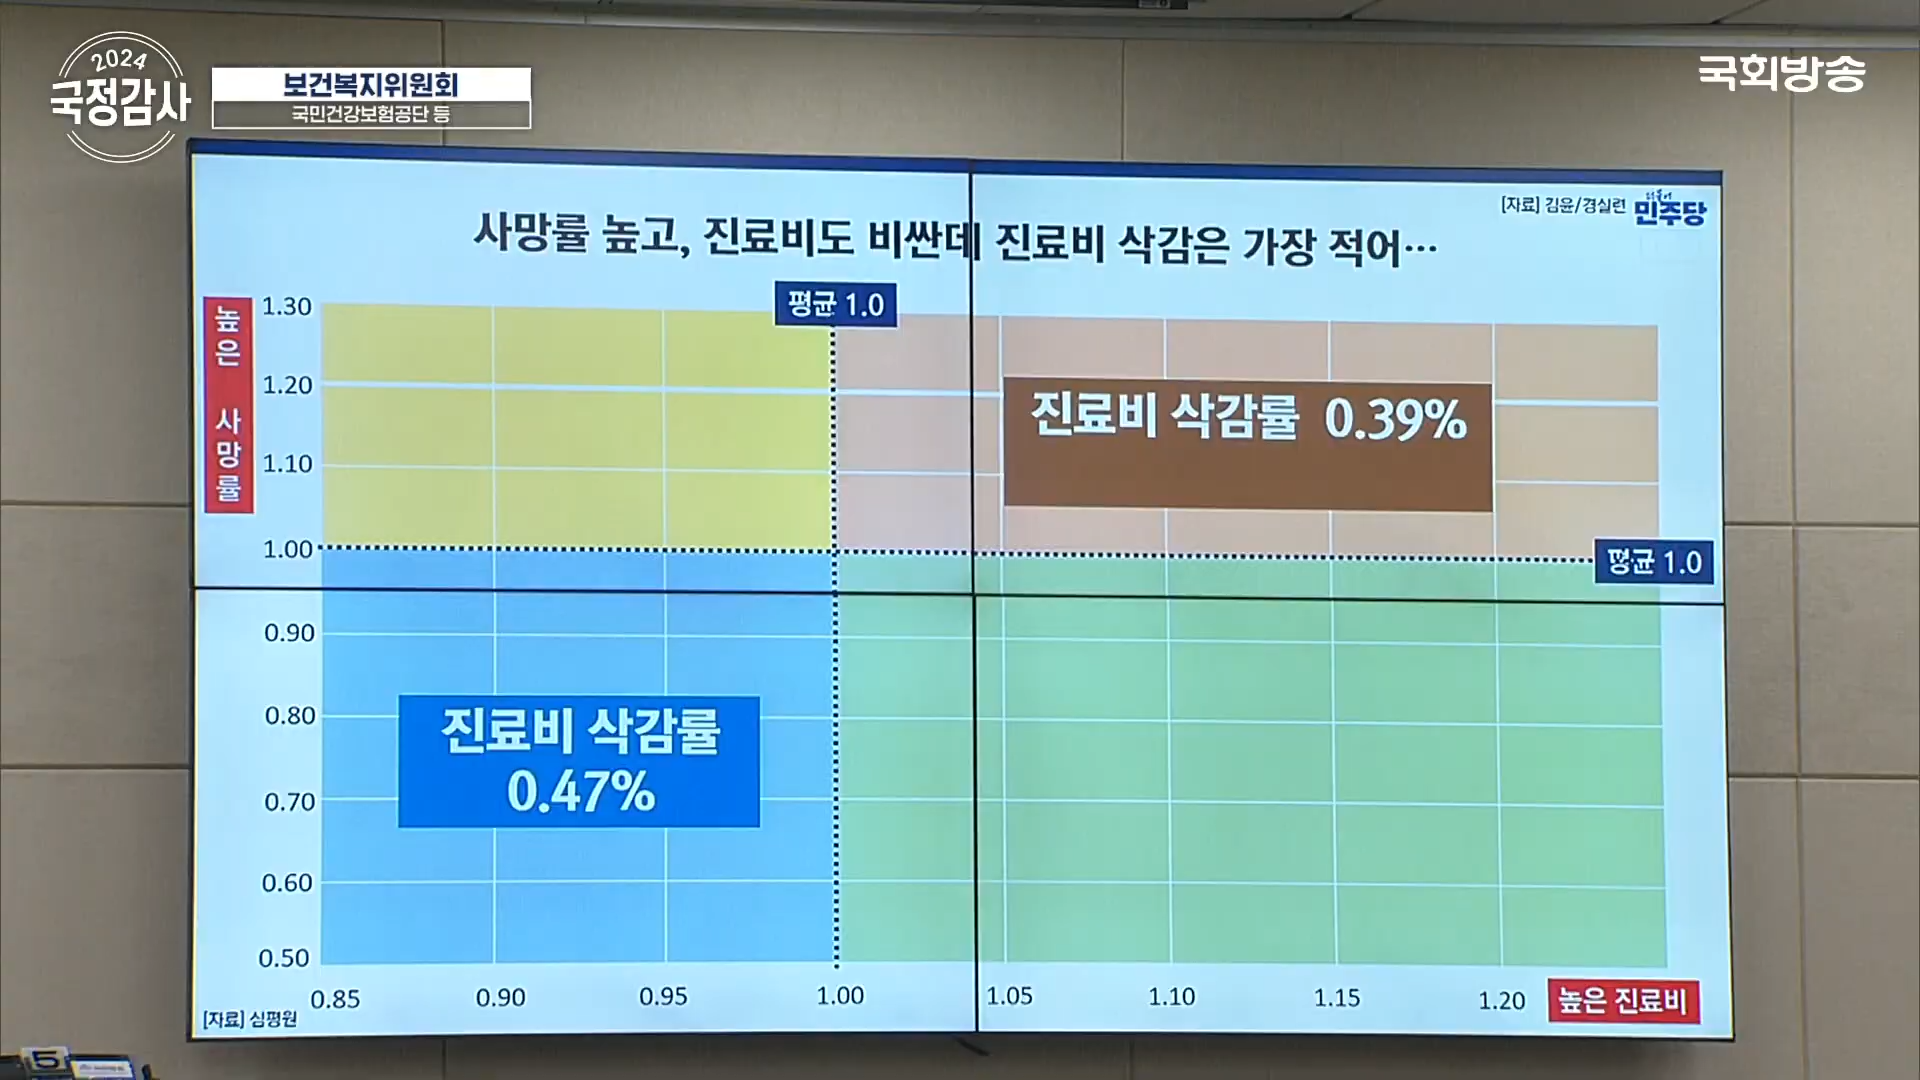 2024
국정감사
보건복지위원회
국민건강보험공단 등
국회방송
[자료] 김윤/경실련
더불어
민주당
사망률 높고, 진료비도 비싼데 진료비 삭감은 가장 적어…
높은 사망률
평균 1.0
1.30
1.20
1.10
1.00
0.90
0.80
0.70
0.60
0.50
진료비 삭감률 0.39%
평균 1.0
진료비 삭감률
0.47%
0.85 0.90 0.95 1.00 1.05 1.10 1.15 1.20
높은 진료비
[자료] 심평원
5